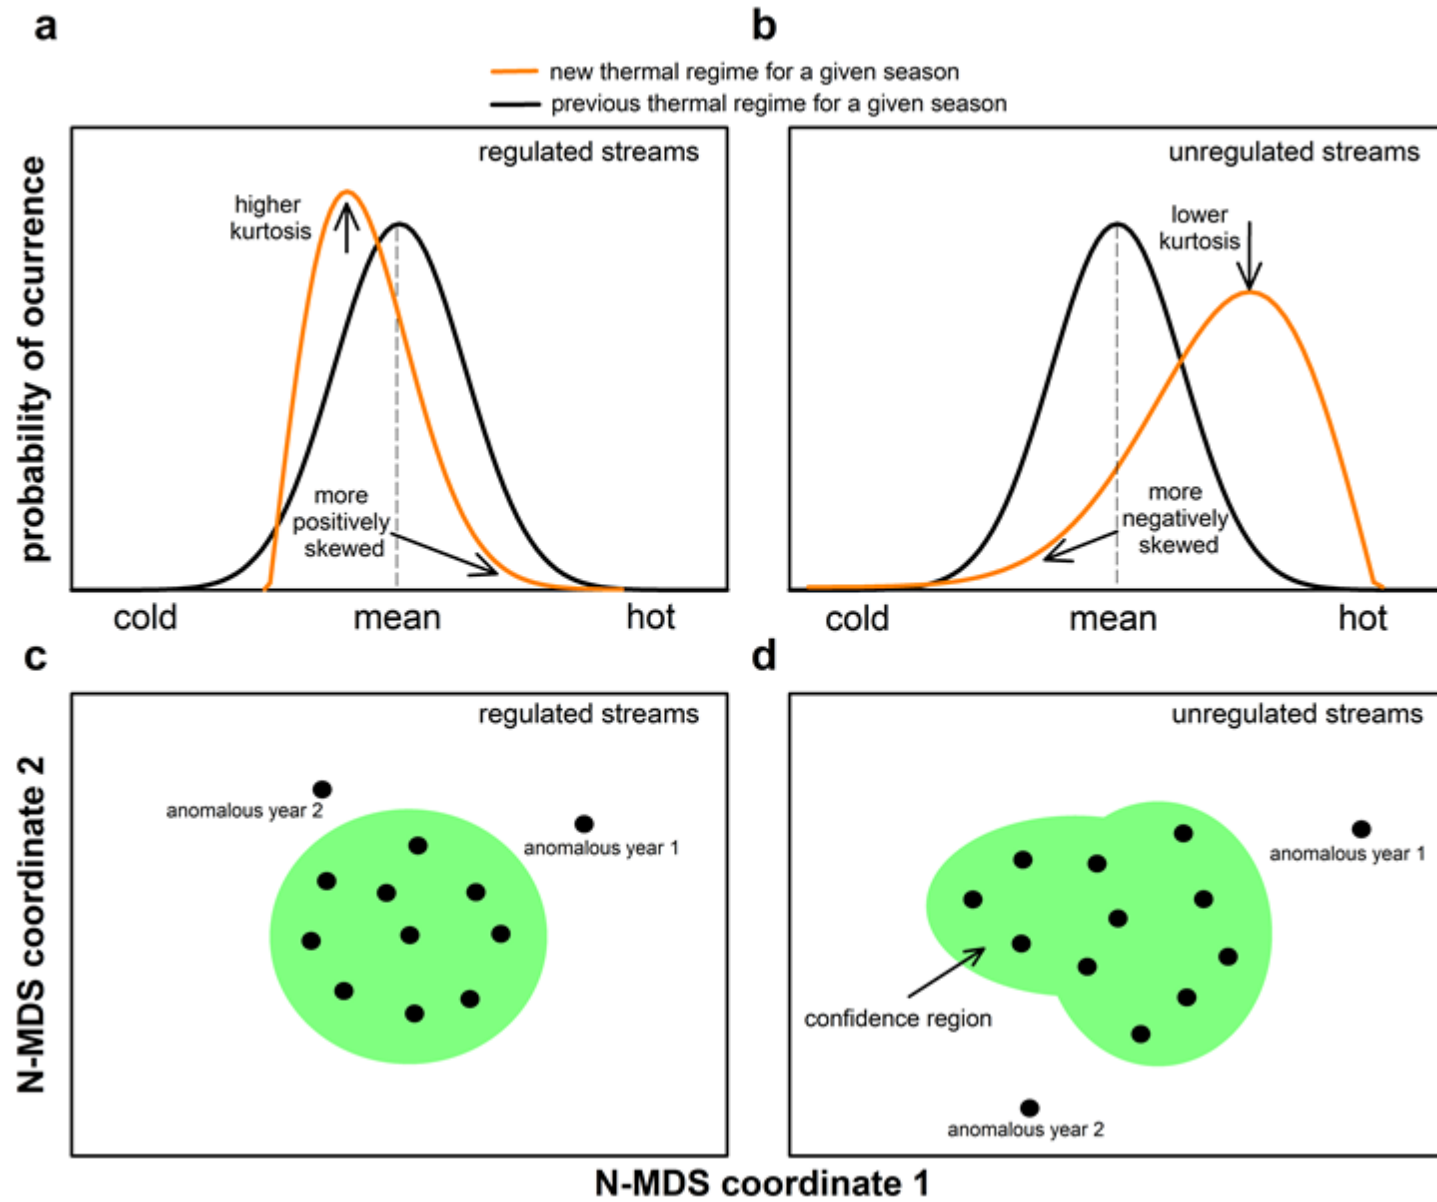 a
b
new thermal regime for a given season
previous thermal regime for a given season
regulated streams
higher
kurtosis
more
positively
skewed
probability of ocurrence
cold
mean
hot
unregulated streams
lower
kurtosis
more
negatively
skewed
cold
mean
hot
c
d
regulated streams
anomalous year 2
anomalous year 1
N-MDS coordinate 2
unregulated streams
anomalous year 1
confidence region
anomalous year 2
N-MDS coordinate 1